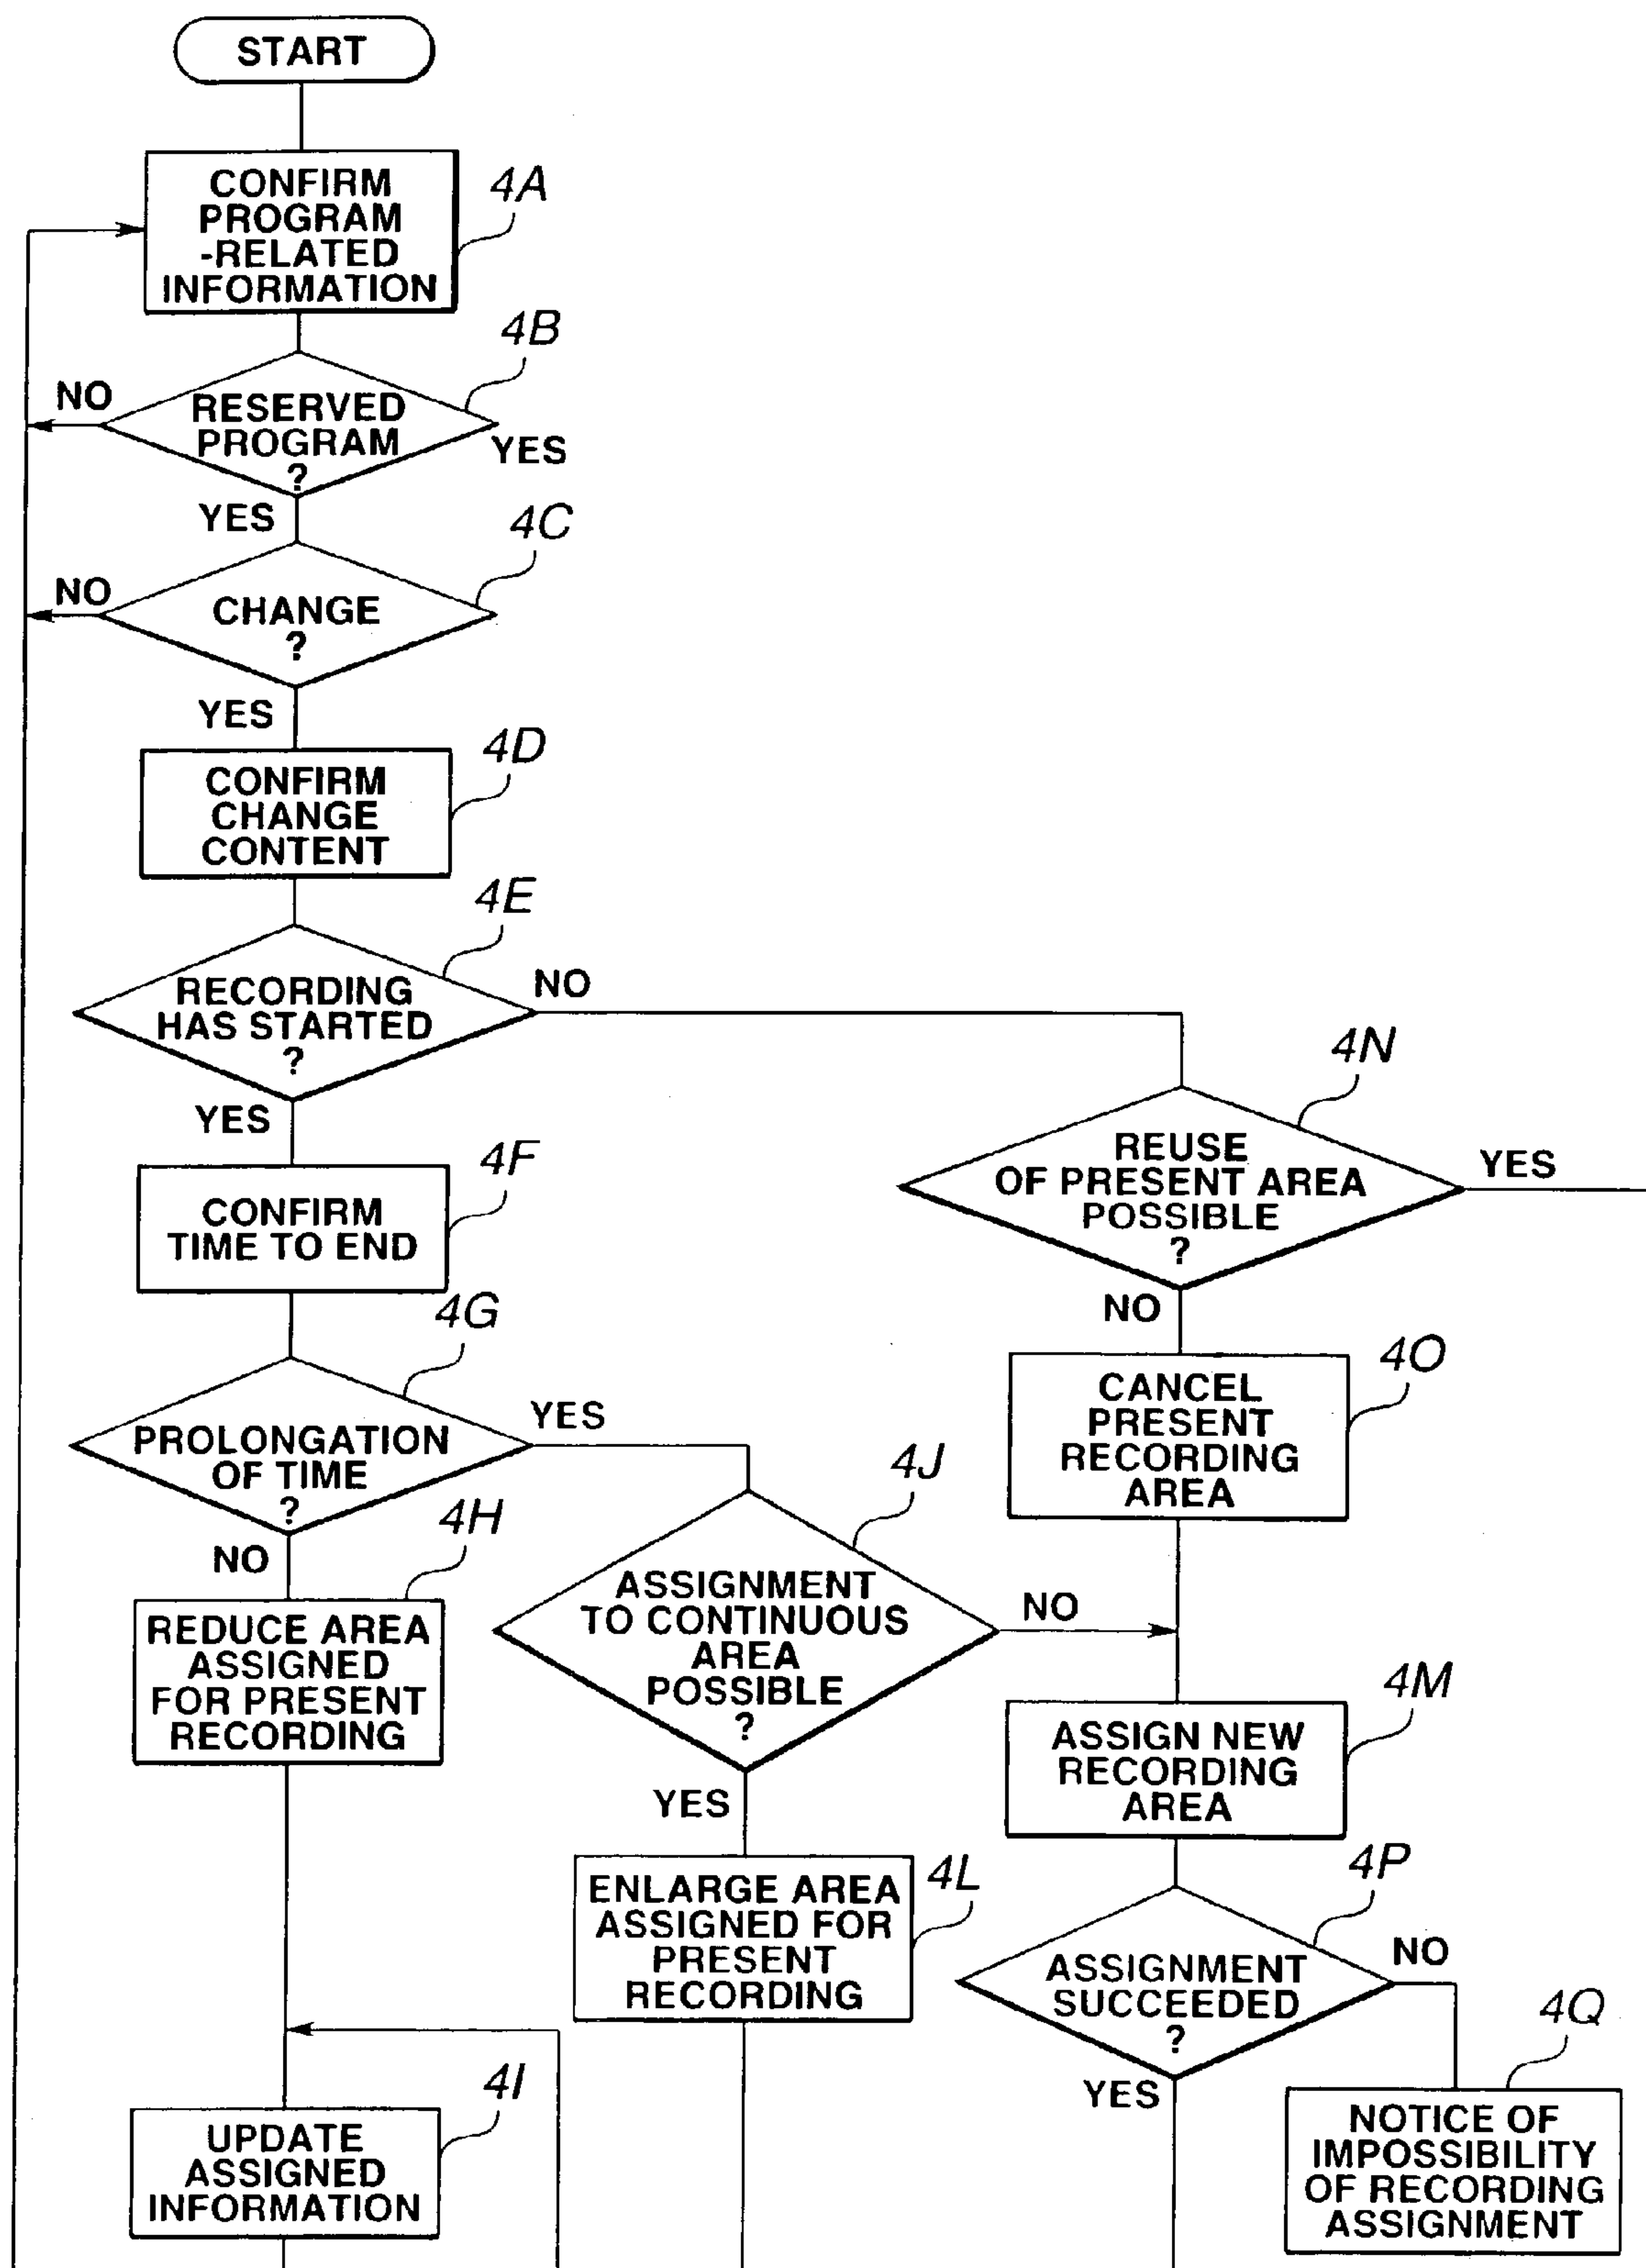 START
CONFIRM
PROGRAM
-RELATED
INFORMATION
4A
4B
NO
RESERVED
PROGRAM
?
YES
YES
4C
NO
CHANGE
?
YES
4D
CONFIRM
CHANGE
CONTENT
4E
RECORDING
HAS STARTED
?
NO
YES
4N
REUSE
OF PRESENT AREA
POSSIBLE
?
YES
NO
4F
CONFIRM
TIME TO END
4G
PROLONGATION
OF TIME
?
YES
NO
4O
CANCEL
PRESENT
RECORDING
AREA
4J
ASSIGNMENT
TO CONTINUOUS
AREA
POSSIBLE
?
NO
YES
4H
REDUCE AREA
ASSIGNED
FOR PRESENT
RECORDING
4M
ASSIGN NEW
RECORDING
AREA
4L
ENLARGE AREA
ASSIGNED FOR
PRESENT
RECORDING
4P
ASSIGNMENT
SUCCEEDED
?
NO
YES
4Q
NOTICE OF
IMPOSSIBILITY
OF RECORDING
ASSIGNMENT
4I
UPDATE
ASSIGNED
INFORMATION